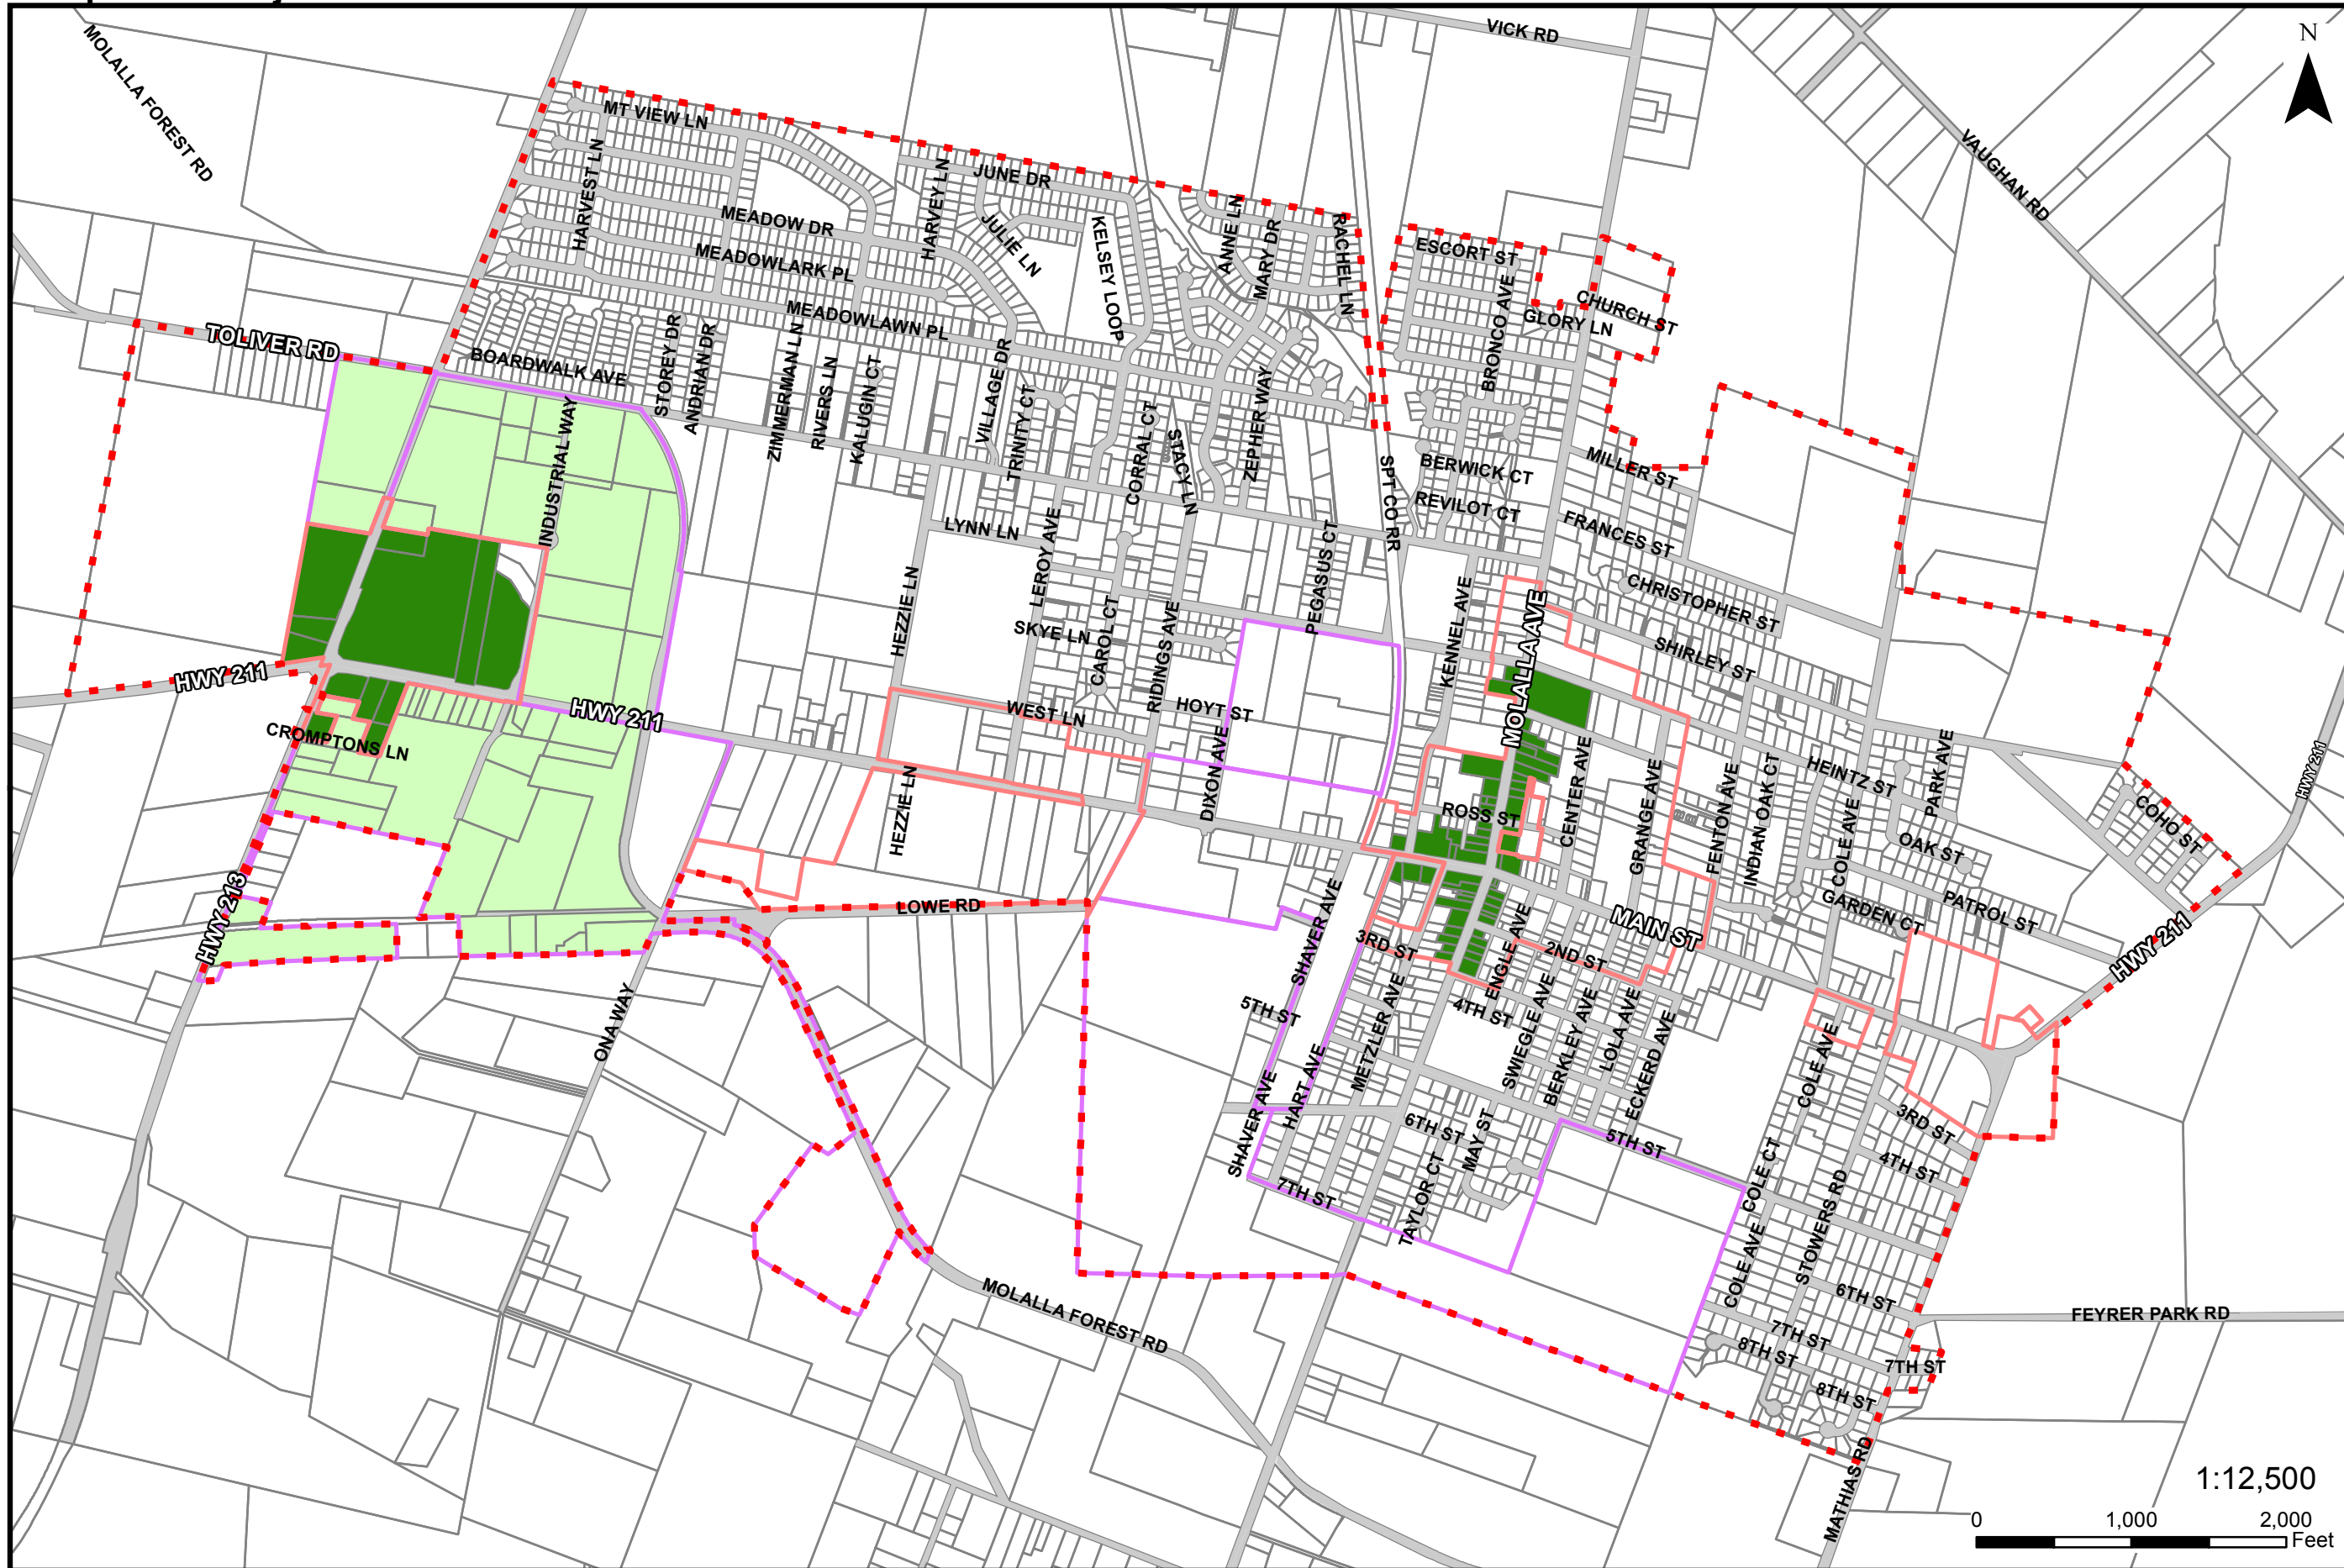 VICK RD
N
MOLALLA FOREST RD
MT VIEW LN
VAUGHAN RD
HARVEST LN
HARVEY LN
JUNE DR
MEADOW DR
JULIE LN
KELSEY LOOP
ANNE LN
MARY DR
RACHEL LN
ESCORT ST
MEADOWLARK PL
CHURCH ST
GLORY LN
BRONCO AVE
MEADOWLAWN PL
TOLIVER RD
BOARDWALK AVE
STOREY DR
ANDRIAN DR
ZIMMERMAN LN
RIVERS LN
KALUGIN CT
VILLAGE DR
TRINITY CT
CORRAL CT
STACY LN
ZEPHER WAY
INDUSTRIAL WAY
SPT CO RR
BERWICK CT
MILLER ST
REVILOT CT
FRANCES ST
LYNN LN
LEROY AVE
PEGASUS CT
HEZZIE LN
KENNEL AVE
MOLALLA AVE
CHRISTOPHER ST
SKYE LN
CAROL CT
RIDINGS AVE
SHIRLEY ST
HWY 211
HWY 211
WEST LN
HOYT ST
CROMPTONS LN
DIXON AVE
HEZZIE LN
ROSS ST
CENTER AVE
GRANGE AVE
FENTON AVE
INDIAN OAK CT
HEINTZ ST
COLE AVE
PARK AVE
OAK ST
COHO ST
HWY 211
HWY 213
LOWE RD
SHAVER AVE
3RD ST
ENGLE AVE
2ND ST
MAIN ST
GARDEN CT
PATROL ST
HWY 211
5TH ST
METZLER AVE
4TH ST
SWIEGLE AVE
BERKLEY AVE
LOLA AVE
ECKERD AVE
ONA WAY
COLE AVE
SHAVER AVE
HART AVE
6TH ST
MAY ST
5TH ST
3RD ST
4TH ST
7TH ST
TAYLOR CT
COLE CT
STOWERS RD
COLE AVE
6TH ST
FEYRER PARK RD
MOLALLA FOREST RD
7TH ST
8TH ST
7TH ST
8TH ST
MATHIAS RD
1:12,500
0 1,000 2,000
Feet